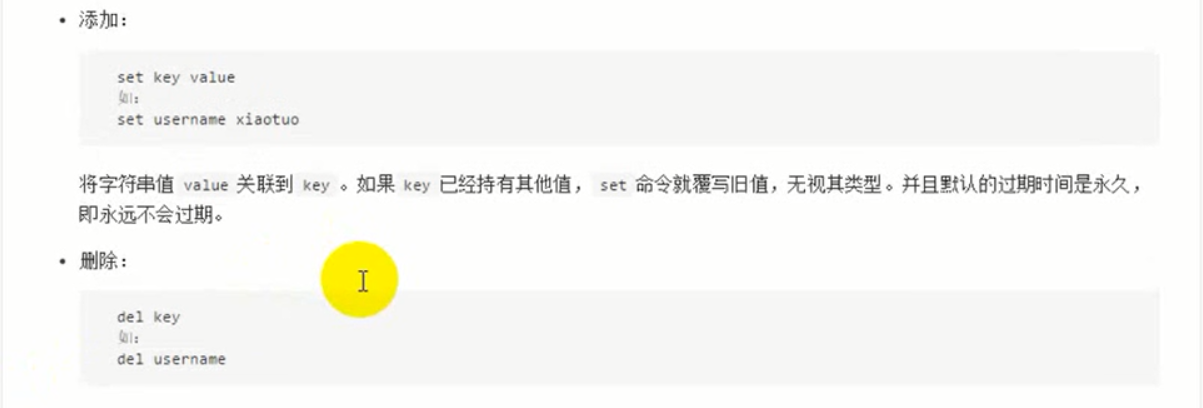 • 添加：
set key value
如：
set username xiaotuo
将字符串值 value 关联到 key 。如果 key 已经持有其他值， set 命令就覆写旧值，无视其类型。并且默认的过期时间是永久，
即永远不会过期。
• 删除：
del key
如：
del username